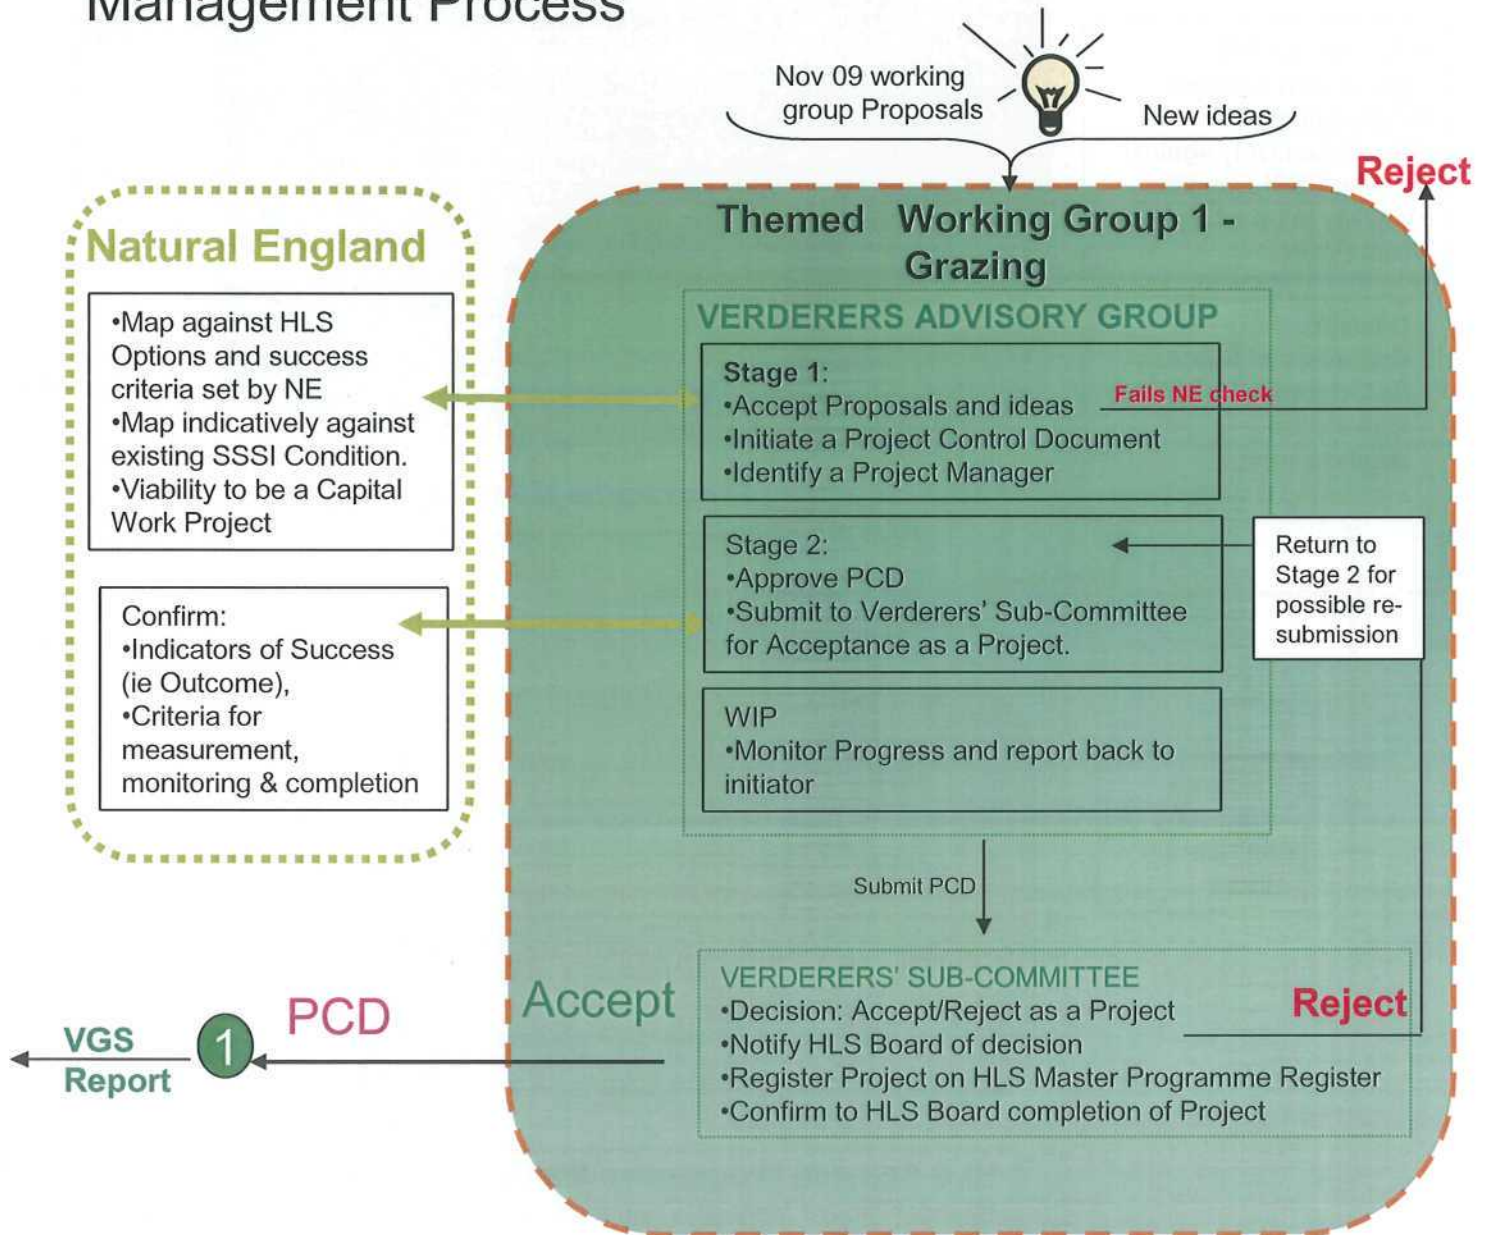 Management Process
Nov 09 working
group Proposals
New ideas
Reject
Natural England
•Map against HLS
Options and success
criteria set by NE
•Map indicatively against
existing SSSI Condition.
•Viability to be a Capital
Work Project
Confirm:
•Indicators of Success
(ie Outcome),
•Criteria for
measurement,
monitoring & completion
Themed Working Group 1 -
Grazing
VERDERERS ADVISORY GROUP
Stage 1:
•Accept Proposals and ideas
•Initiate a Project Control Document
•Identify a Project Manager
Fails NE check
Stage 2:
•Approve PCD
•Submit to Verderers' Sub-Committee
for Acceptance as a Project.
Return to
Stage 2 for
possible re-
submission
WIP
•Monitor Progress and report back to
initiator
Submit PCD
VERDERERS' SUB-COMMITTEE
•Decision: Accept/Reject as a Project
•Notify HLS Board of decision
•Register Project on HLS Master Programme Register
•Confirm to HLS Board completion of Project
Reject
Accept
PCD
1
VGS
Report